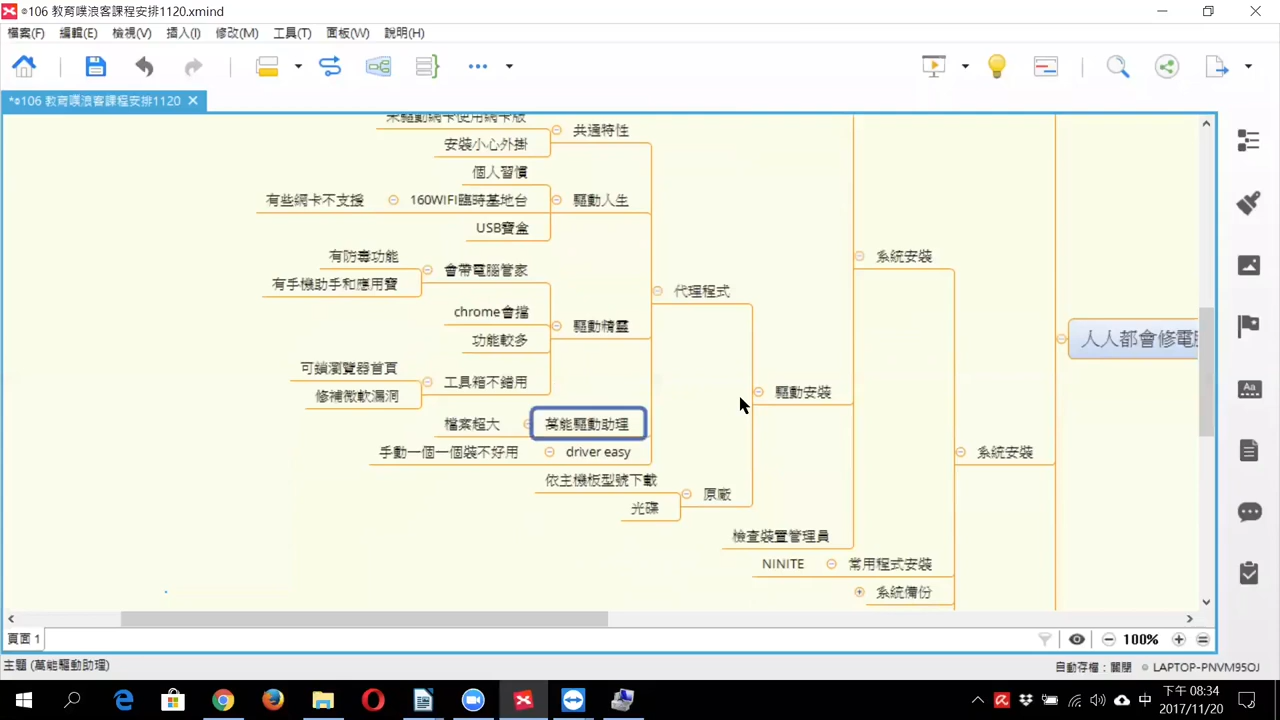 106 教育噗浪客課程安排1120.xmind
檔案(F) 編輯(E) 檢視(V) 插入(I) 修改(M) 工具(T) 面板(W) 說明(H)
*106 教育噗浪客課程安排1120
未驅動網卡使用網卡版
共通特性
安裝小心外掛
個人習慣
有些網卡不支援
160WIFI臨時基地台
驅動人生
USB寶盒
有防毒功能
會帶電腦管家
有手機助手和應用寶
chrome會擋
驅動精靈
功能較多
可鎖瀏覽器首頁
工具箱不錯用
修補微軟漏洞
檔案超大
萬能驅動助理
手動一個一個裝不好用
driver easy
代理程式
依主機板型號下載
原廠
光碟
系統安裝
驅動安裝
檢查裝置管理員
NINITE
常用程式安裝
系統備份
系統安裝
人人都會修電腦
頁面 1
100%
主題 (萬能驅動助理)
自動存檔：關閉
LAPTOP-PNVM95OJ
中
下午 08:34
2017/11/20